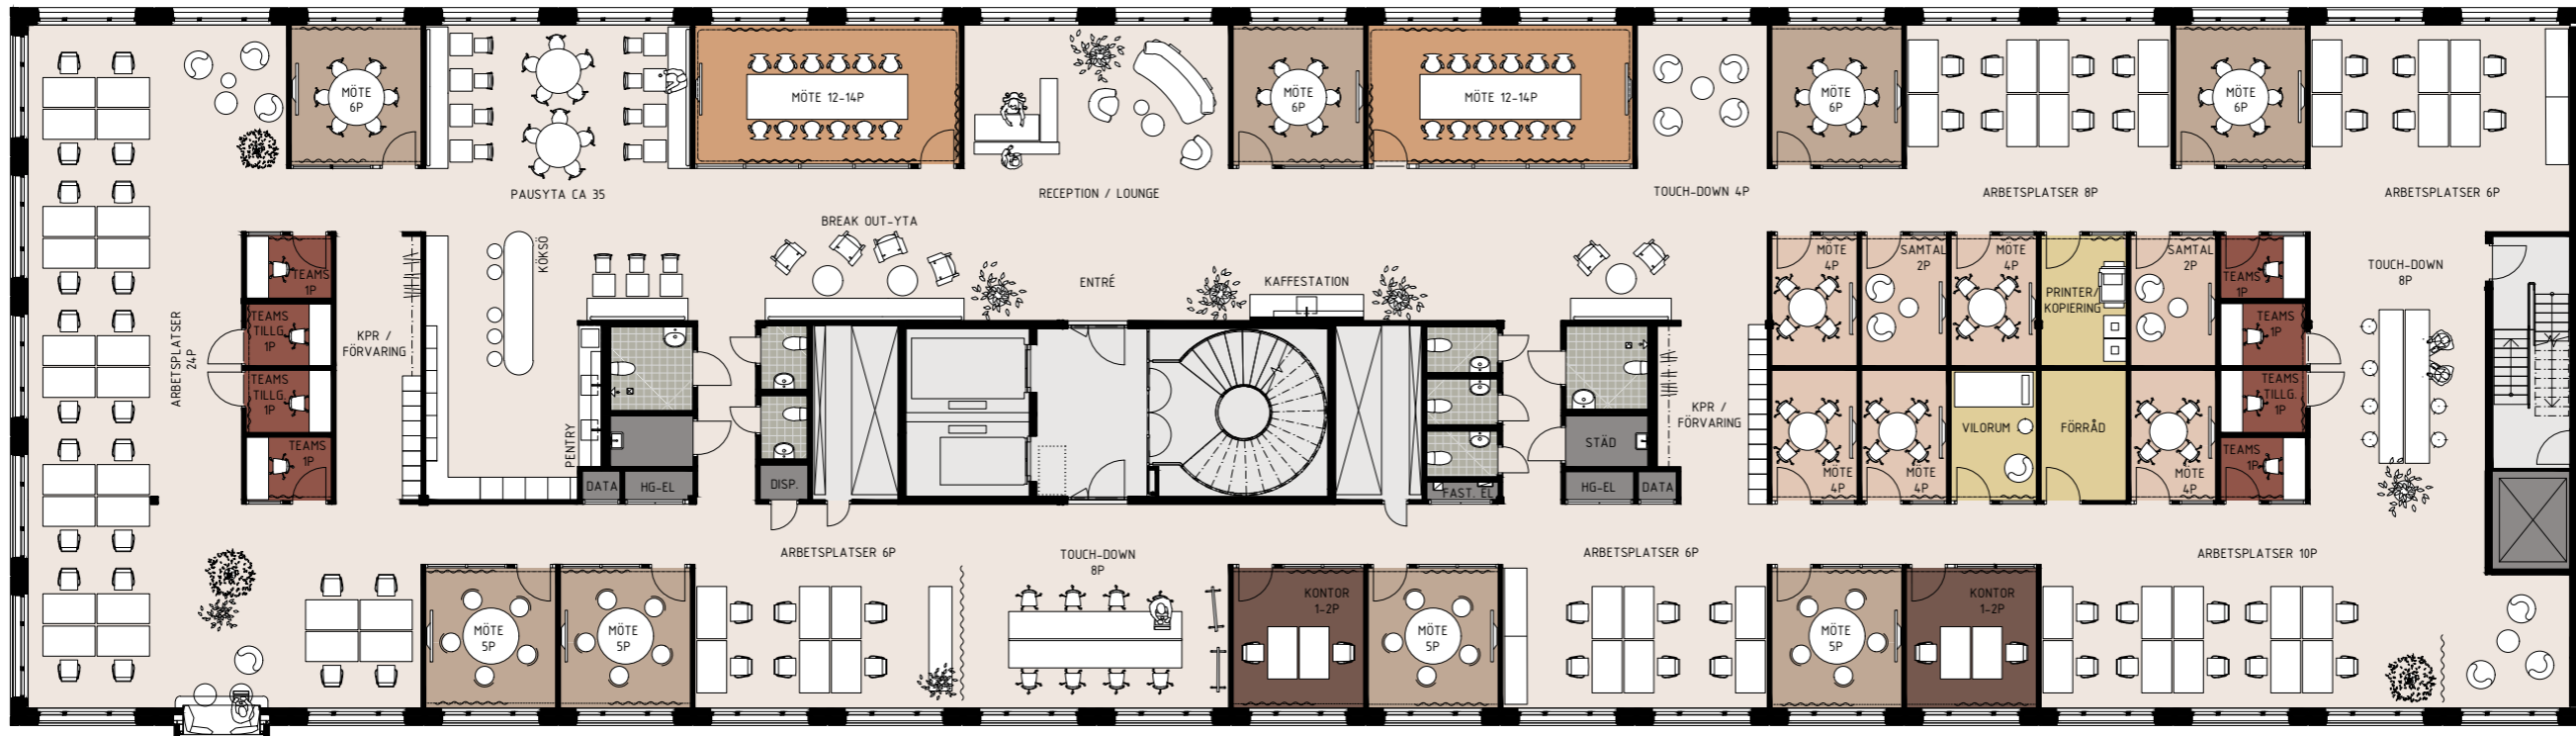 MÖTE
6P
MÖTE 12-14P
MÖTE
6P
MÖTE 12-14P
MÖTE
6P
MÖTE
6P
PAUSYTA CA 35
RECEPTION / LOUNGE
TOUCH-DOWN 4P
ARBETSPLATSER 8P
ARBETSPLATSER 6P
BREAK OUT-YTA
KÖKSÖ
ENTRÉ
KAFFESTATION
TEAMS
1P
TEAMS
TILLG.
1P
TEAMS
TILLG.
1P
TEAMS
1P
ARBETSPLATSER
24P
KPR /
FÖRVARING
PENTRY
DATA
HG-EL
DISP.
FAST. EL
STÄD
HG-EL
DATA
KPR /
FÖRVARING
MÖTE
4P
SAMTAL
2P
MÖTE
4P
PRINTER/
KOPIERING
SAMTAL
2P
TEAMS
1P
TEAMS
1P
TEAMS
TILLG.
1P
TEAMS
1P
MÖTE
4P
MÖTE
4P
VILORUM
FÖRRÅD
MÖTE
4P
TOUCH-DOWN
8P
ARBETSPLATSER 6P
TOUCH-DOWN
8P
ARBETSPLATSER 6P
ARBETSPLATSER 10P
MÖTE
5P
MÖTE
5P
KONTOR
1-2P
MÖTE
5P
MÖTE
5P
KONTOR
1-2P